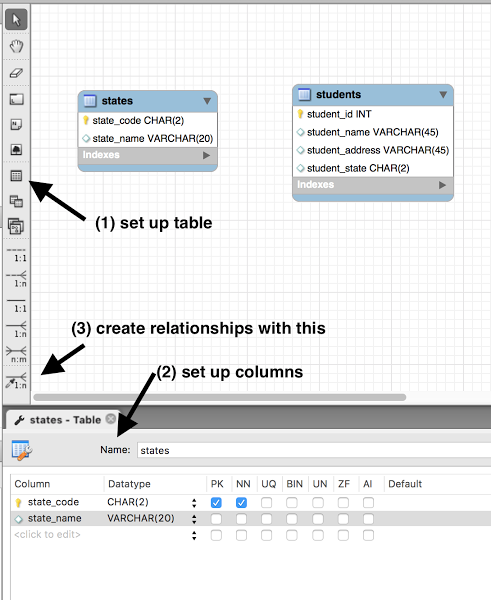 states
state_code CHAR(2)
state_name VARCHAR(20)
Indexes
students
student_id INT
student_name VARCHAR(45)
student_address VARCHAR(45)
student_state CHAR(2)
Indexes
(1) set up table
1:1
1:n
1:1
1:n
n:m
1:n
(3) create relationships with this
(2) set up columns
states - Table
Name: states
Column Datatype PK NN UQ BIN UN ZF AI Default
state_code CHAR(2)
state_name VARCHAR(20)
<click to edit>